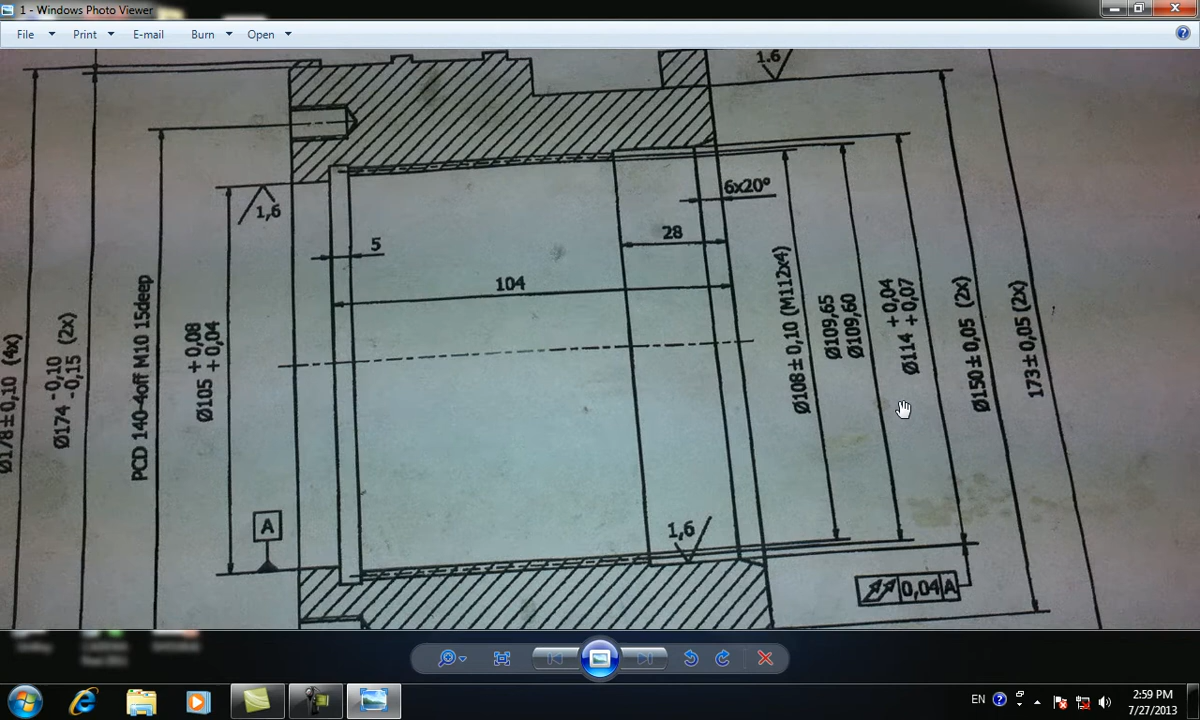 1 - Windows Photo Viewer
File Print E-mail Burn Open
1.6
6x20°
1,6
28
5
104
Ø178±0,10 (4x)
Ø174 -0,10 -0,15 (2x)
PCD 140-4off M10 15deep
Ø105 +0,08 +0,04
Ø108±0,10 (M112x4)
Ø109,65
Ø109,60
Ø114 +0,04 +0,07
Ø150±0,05 (2x)
173±0,05 (2x)
A
1,6
0,04 A
EN
2:59 PM
7/27/2013